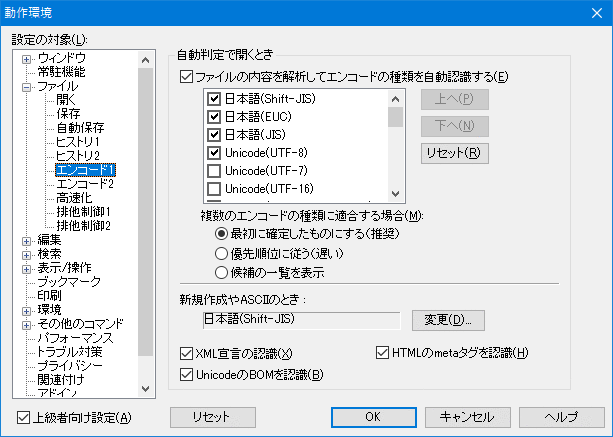 動作環境
設定の対象(L):
ウィンドウ
常駐機能
ファイル
開く
保存
自動保存
ヒストリ1
ヒストリ2
エンコード1
エンコード2
高速化
排他制御1
排他制御2
編集
検索
表示/操作
ブックマーク
印刷
環境
その他のコマンド
パフォーマンス
トラブル対策
プライバシー
関連付け
アドイン
上級者向け設定(A)
自動判定で開くとき
ファイルの内容を解析してエンコードの種類を自動認識する(E)
日本語(Shift-JIS)
日本語(EUC)
日本語(JIS)
Unicode(UTF-8)
Unicode(UTF-7)
Unicode(UTF-16)
上へ(P)
下へ(N)
リセット(R)
複数のエンコードの種類に適合する場合(M):
最初に確定したものにする(推奨)
優先順位に従う(遅い)
候補の一覧を表示
新規作成やASCIIのとき:
日本語(Shift-JIS)
変更(D)...
XML宣言の認識(X)
HTMLのmetaタグを認識(H)
UnicodeのBOMを認識(B)
リセット
OK
キャンセル
ヘルプ